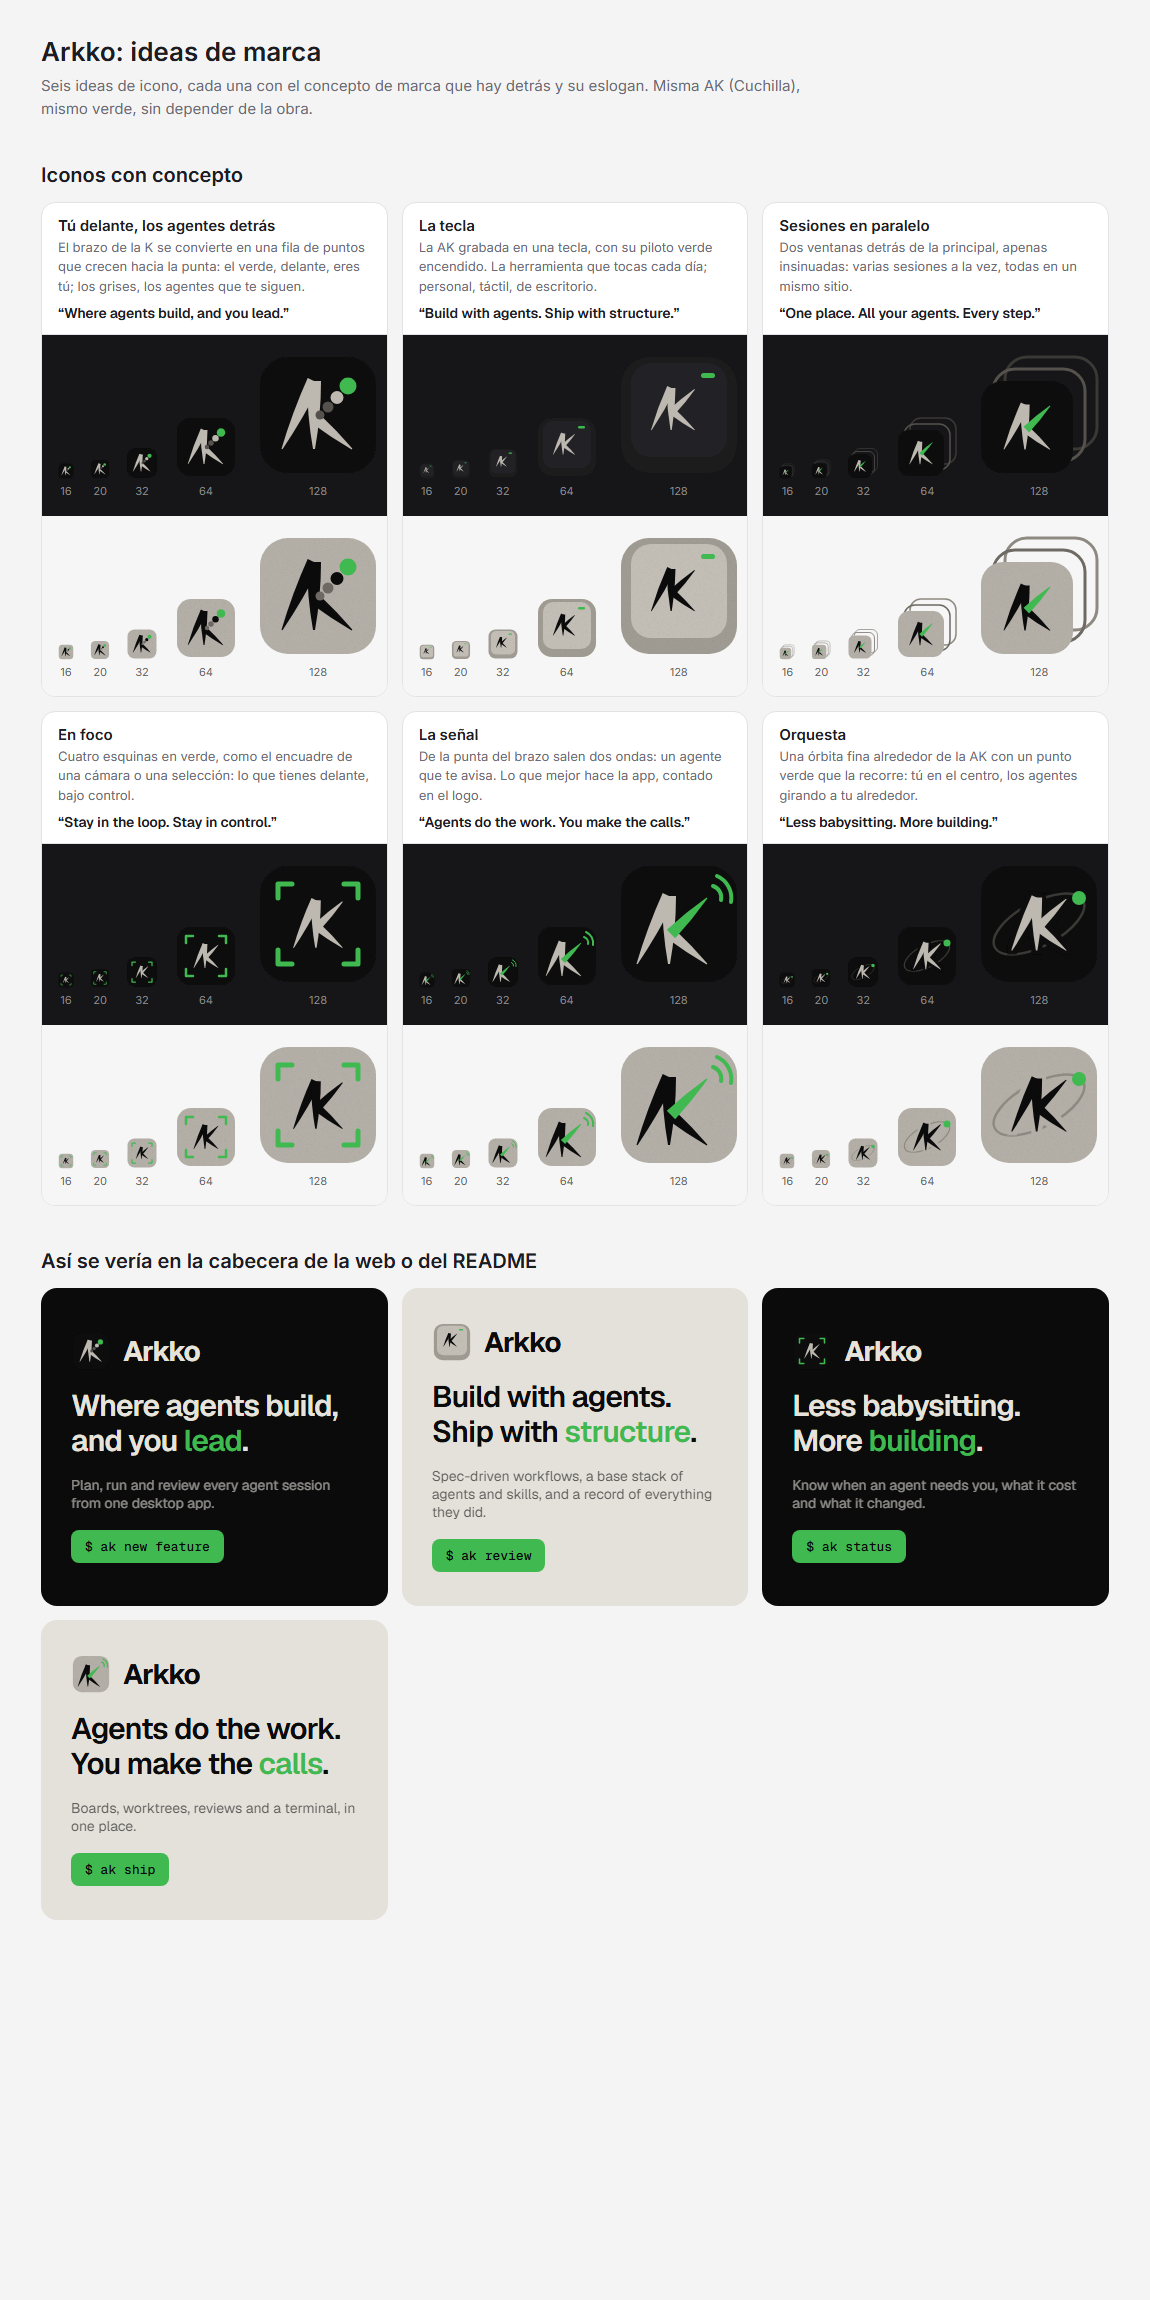 Arkko: ideas de marca
Seis ideas de icono, cada una con el concepto de marca que hay detrás y su eslogan. Misma AK (Cuchilla),
mismo verde, sin depender de la obra.
Iconos con concepto
Tú delante, los agentes detrás
El brazo de la K se convierte en una fila de puntos
que crecen hacia la punta: el verde, delante, eres
tú; los grises, los agentes que te siguen.
“Where agents build, and you lead.”
16 20 32 64 128
16 20 32 64 128
La tecla
La AK grabada en una tecla, con su piloto verde
encendido. La herramienta que tocas cada día;
personal, táctil, de escritorio.
“Build with agents. Ship with structure.”
16 20 32 64 128
16 20 32 64 128
Sesiones en paralelo
Dos ventanas detrás de la principal, apenas
insinuadas: varias sesiones a la vez, todas en un
mismo sitio.
“One place. All your agents. Every step.”
16 20 32 64 128
16 20 32 64 128
En foco
Cuatro esquinas en verde, como el encuadre de
una cámara o una selección: lo que tienes delante,
bajo control.
“Stay in the loop. Stay in control.”
16 20 32 64 128
16 20 32 64 128
La señal
De la punta del brazo salen dos ondas: un agente
que te avisa. Lo que mejor hace la app, contado
en el logo.
“Agents do the work. You make the calls.”
16 20 32 64 128
16 20 32 64 128
Orquesta
Una órbita fina alrededor de la AK con un punto
verde que la recorre: tú en el centro, los agentes
girando a tu alrededor.
“Less babysitting. More building.”
16 20 32 64 128
16 20 32 64 128
Así se vería en la cabecera de la web o del README
Arkko
Where agents build,
and you lead.
Plan, run and review every agent session
from one desktop app.
$ ak new feature
Arkko
Build with agents.
Ship with structure.
Spec-driven workflows, a base stack of
agents and skills, and a record of everything
they did.
$ ak review
Arkko
Less babysitting.
More building.
Know when an agent needs you, what it cost
and what it changed.
$ ak status
Arkko
Agents do the work.
You make the calls.
Boards, worktrees, reviews and a terminal, in
one place.
$ ak ship